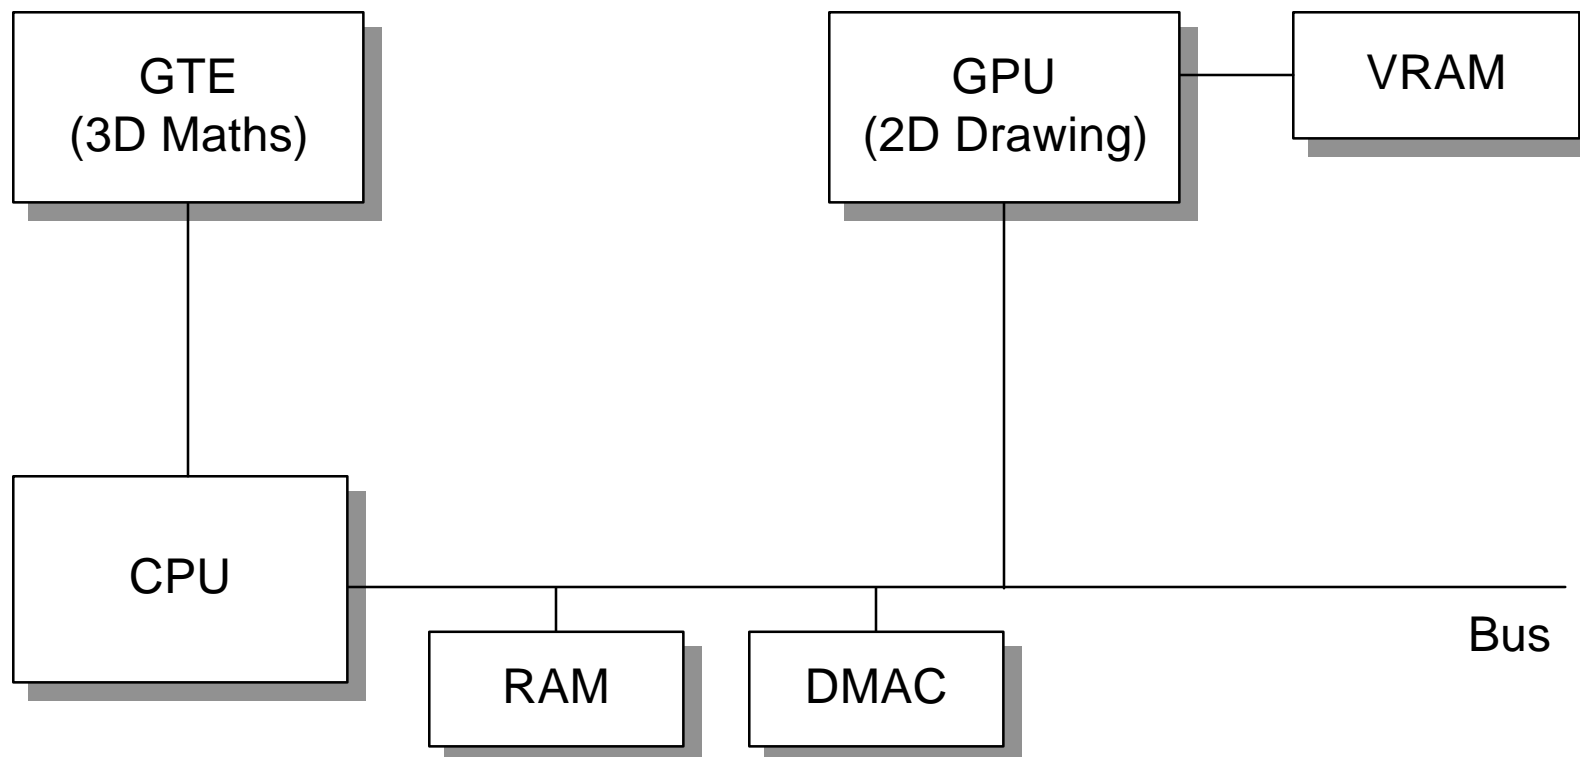 GTE
(3D Maths)
GPU
(2D Drawing)
VRAM
CPU
Bus
RAM
DMAC